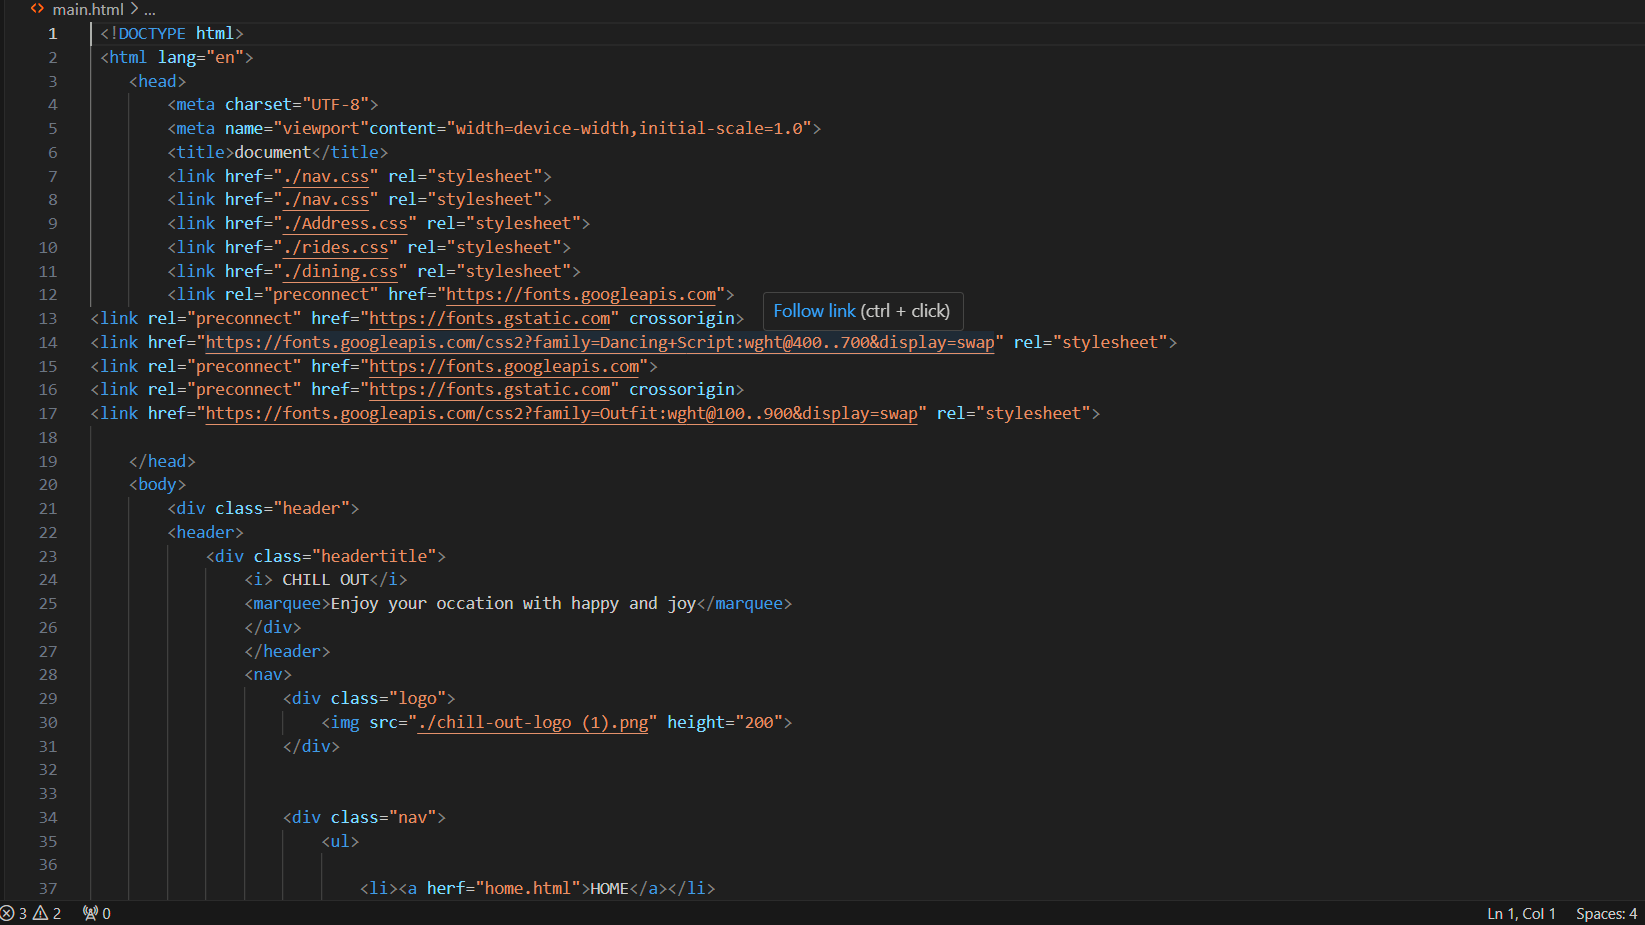 main.html > ...
1 <!DOCTYPE html>
2 <html lang="en">
3 <head>
4 <meta charset="UTF-8">
5 <meta name="viewport"content="width=device-width,initial-scale=1.0">
6 <title>document</title>
7 <link href="./nav.css" rel="stylesheet">
8 <link href="./nav.css" rel="stylesheet">
9 <link href="./Address.css" rel="stylesheet">
10 <link href="./rides.css" rel="stylesheet">
11 <link href="./dining.css" rel="stylesheet">
12 <link rel="preconnect" href="https://fonts.googleapis.com">
13 <link rel="preconnect" href="https://fonts.gstatic.com" crossorigin>
Follow link (ctrl + click)
14 <link href="https://fonts.googleapis.com/css2?family=Dancing+Script:wght@400..700&display=swap" rel="stylesheet">
15 <link rel="preconnect" href="https://fonts.googleapis.com">
16 <link rel="preconnect" href="https://fonts.gstatic.com" crossorigin>
17 <link href="https://fonts.googleapis.com/css2?family=Outfit:wght@100..900&display=swap" rel="stylesheet">
18
19 </head>
20 <body>
21 <div class="header">
22 <header>
23 <div class="headertitle">
24 <i> CHILL OUT</i>
25 <marquee>Enjoy your occation with happy and joy</marquee>
26 </div>
27 </header>
28 <nav>
29 <div class="logo">
30 <img src="./chill-out-logo (1).png" height="200">
31 </div>
32
33
34 <div class="nav">
35 <ul>
36
37 <li><a herf="home.html">HOME</a></li>
3 2 0 Ln 1, Col 1 Spaces: 4